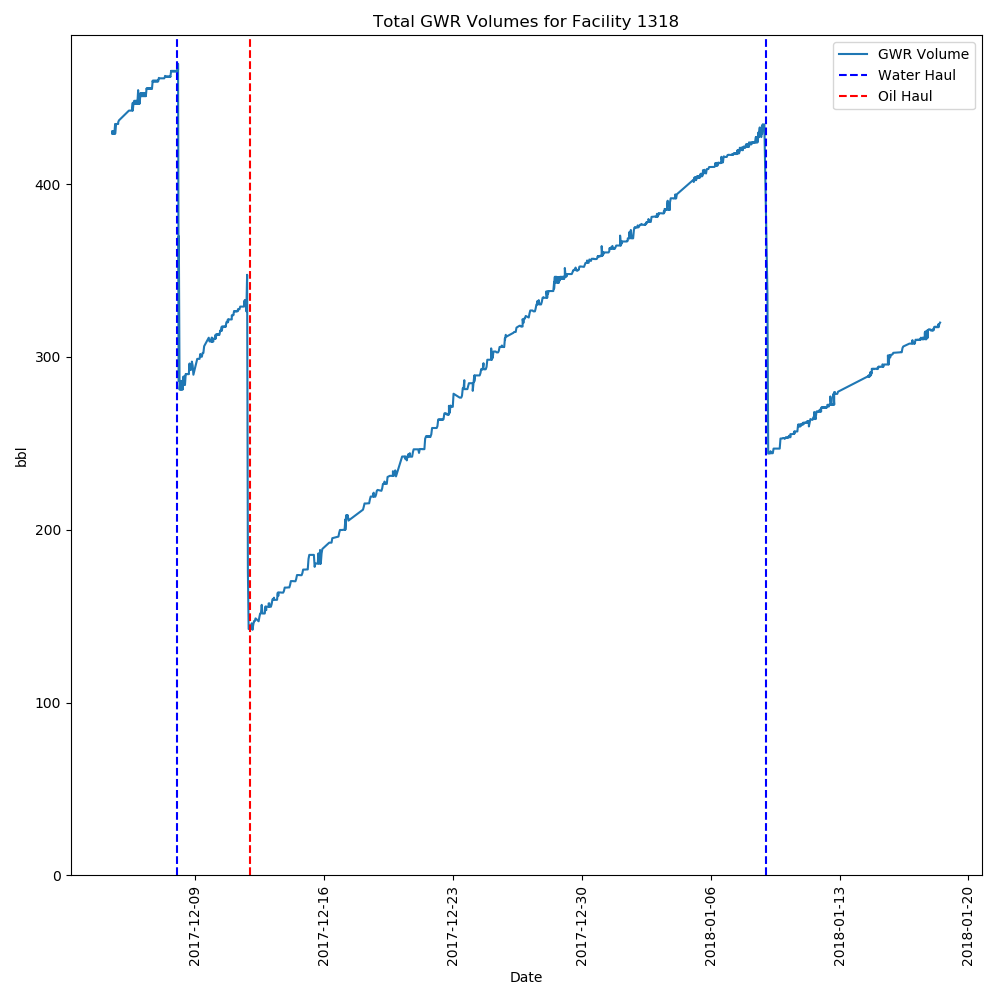 Total GWR Volumes for Facility 1318
GWR Volume
Water Haul
Oil Haul
400
300
200
100
0
bbl
2017-12-09
2017-12-16
2017-12-23
2017-12-30
2018-01-06
2018-01-13
2018-01-20
Date